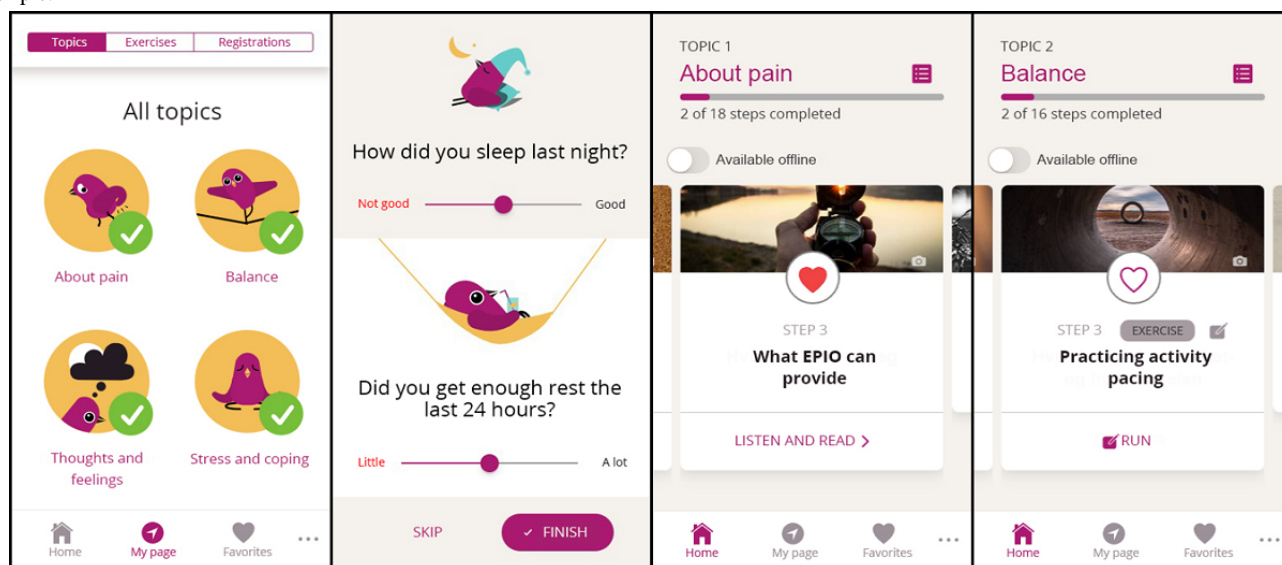 Topics Exercises Registrations
All topics
About pain Balance
Thoughts and Stress and coping
feelings
Home My page Favorites
How did you sleep last night?
Not good Good
Did you get enough rest the
last 24 hours?
Little A lot
SKIP FINISH
TOPIC 1
About pain
2 of 18 steps completed
Available offline
STEP 3
What EPIO can
provide
LISTEN AND READ
Home My page Favorites
TOPIC 2
Balance
2 of 16 steps completed
Available offline
STEP 3 EXERCISE
Practicing activity
pacing
RUN
Home My page Favorites